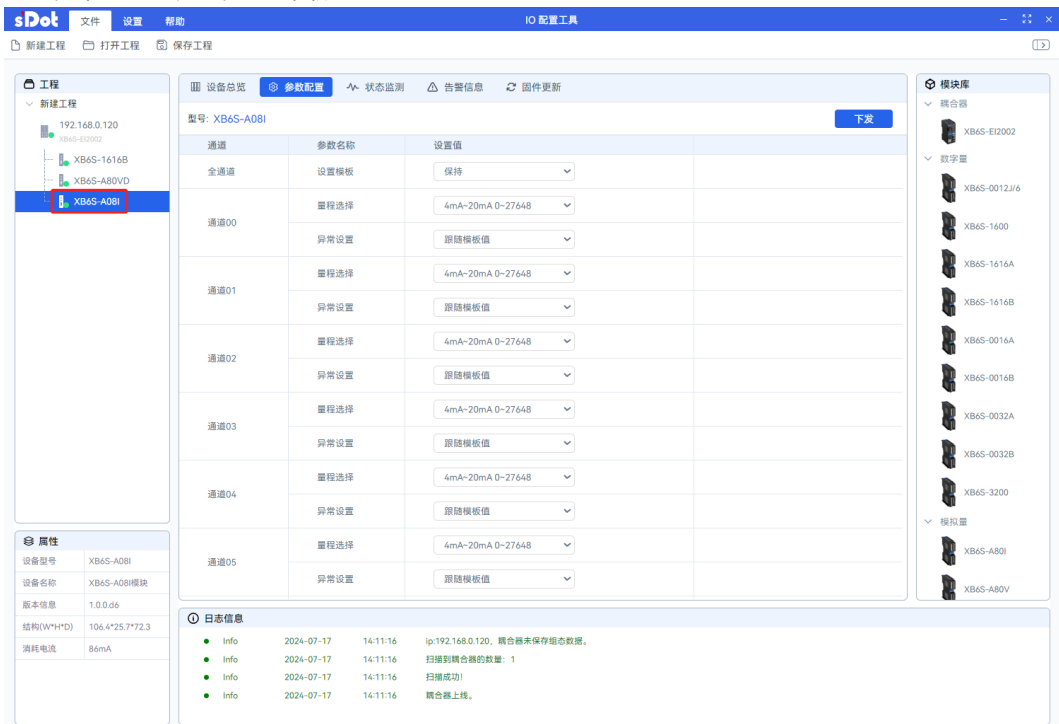 sDot 文件 设置 帮助 IO 配置工具
新建工程 打开工程 保存工程
工程
新建工程
192.168.0.120
XB6S-EI2002
XB6S-1616B
XB6S-A80VD
XB6S-A08I
属性
设备型号 XB6S-A08I
设备名称 XB6S-A08I模块
版本信息 1.0.0.d6
结构(W*H*D) 106.4*25.7*72.3
消耗电流 86mA
设备总览 参数配置 状态监测 告警信息 固件更新
型号: XB6S-A08I 下发
通道 参数名称 设置值
全通道 设置模板 保持
通道00
量程选择 4mA~20mA 0~27648
异常设置 跟随模板值
通道01
量程选择 4mA~20mA 0~27648
异常设置 跟随模板值
通道02
量程选择 4mA~20mA 0~27648
异常设置 跟随模板值
通道03
量程选择 4mA~20mA 0~27648
异常设置 跟随模板值
通道04
量程选择 4mA~20mA 0~27648
异常设置 跟随模板值
通道05
量程选择 4mA~20mA 0~27648
异常设置 跟随模板值
日志信息
Info 2024-07-17 14:11:16 ip:192.168.0.120，耦合器未保存组态数据。
Info 2024-07-17 14:11:16 扫描到耦合器的数量：1
Info 2024-07-17 14:11:16 扫描成功！
Info 2024-07-17 14:11:16 耦合器上线。
模块库
耦合器
XB6S-EI2002
数字量
XB6S-0012J/6
XB6S-1600
XB6S-1616A
XB6S-1616B
XB6S-0016A
XB6S-0016B
XB6S-0032A
XB6S-0032B
XB6S-3200
模拟量
XB6S-A80I
XB6S-A80V